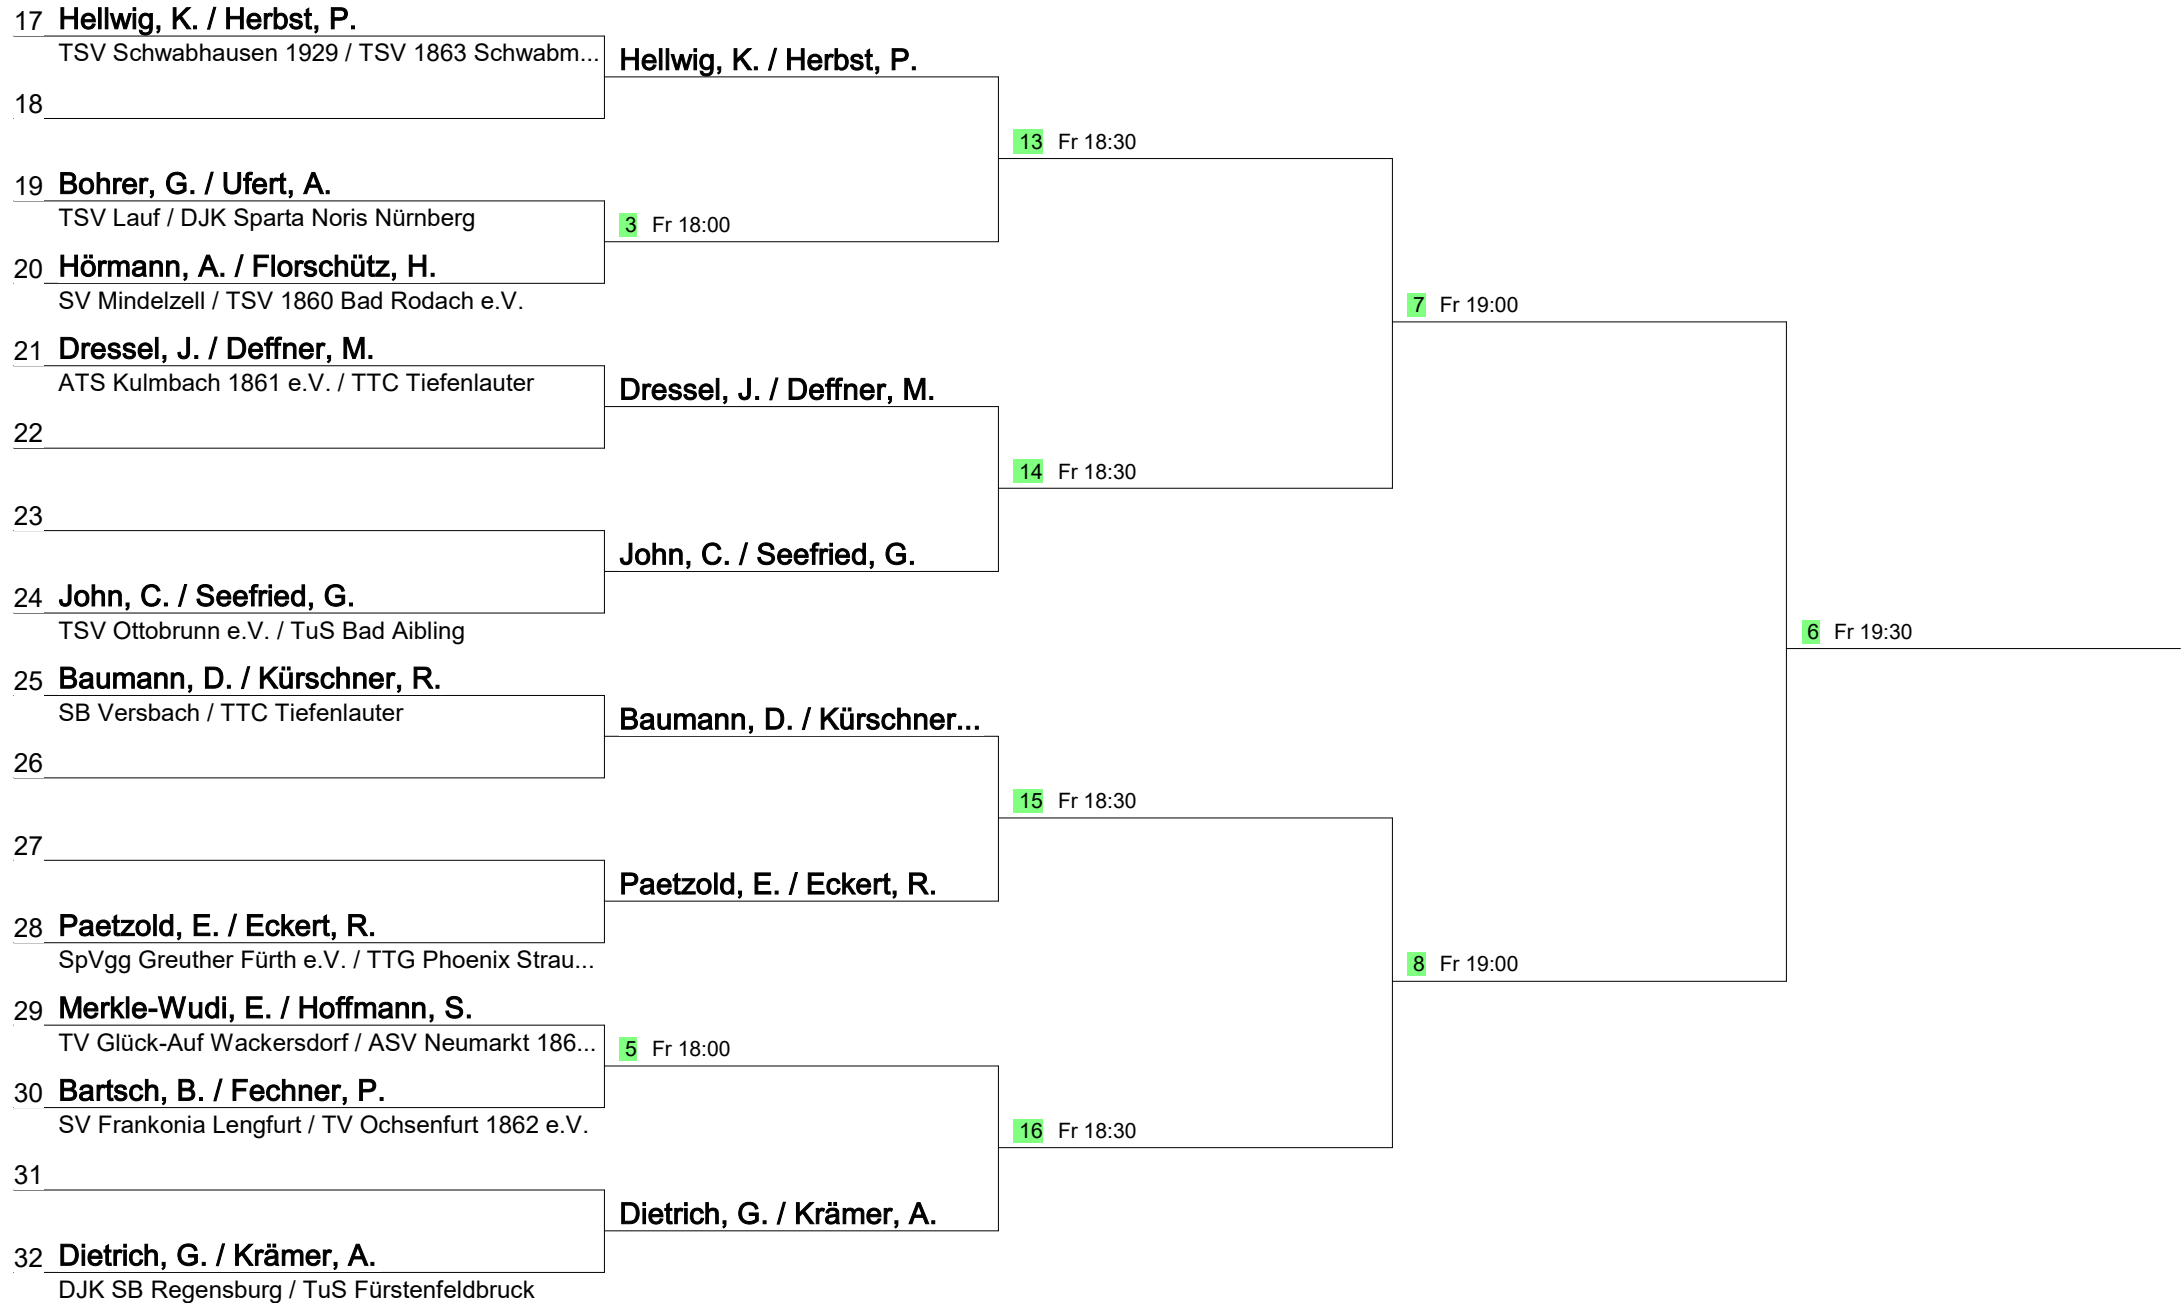 17 Hellwig, K. / Herbst, P.
TSV Schwabhausen 1929 / TSV 1863 Schwabm...
Hellwig, K. / Herbst, P.
18
13 Fr 18:30
19 Bohrer, G. / Ufert, A.
TSV Lauf / DJK Sparta Noris Nürnberg
3 Fr 18:00
20 Hörmann, A. / Florschütz, H.
SV Mindelzell / TSV 1860 Bad Rodach e.V.
7 Fr 19:00
21 Dressel, J. / Deffner, M.
ATS Kulmbach 1861 e.V. / TTC Tiefenlauter
Dressel, J. / Deffner, M.
22
14 Fr 18:30
23
John, C. / Seefried, G.
24 John, C. / Seefried, G.
TSV Ottobrunn e.V. / TuS Bad Aibling
6 Fr 19:30
25 Baumann, D. / Kürschner, R.
SB Versbach / TTC Tiefenlauter
Baumann, D. / Kürschner...
26
15 Fr 18:30
27
Paetzold, E. / Eckert, R.
28 Paetzold, E. / Eckert, R.
SpVgg Greuther Fürth e.V. / TTG Phoenix Strau...
8 Fr 19:00
29 Merkle-Wudi, E. / Hoffmann, S.
TV Glück-Auf Wackersdorf / ASV Neumarkt 186...
5 Fr 18:00
30 Bartsch, B. / Fechner, P.
SV Frankonia Lengfurt / TV Ochsenfurt 1862 e.V.
16 Fr 18:30
31
Dietrich, G. / Krämer, A.
32 Dietrich, G. / Krämer, A.
DJK SB Regensburg / TuS Fürstenfeldbruck